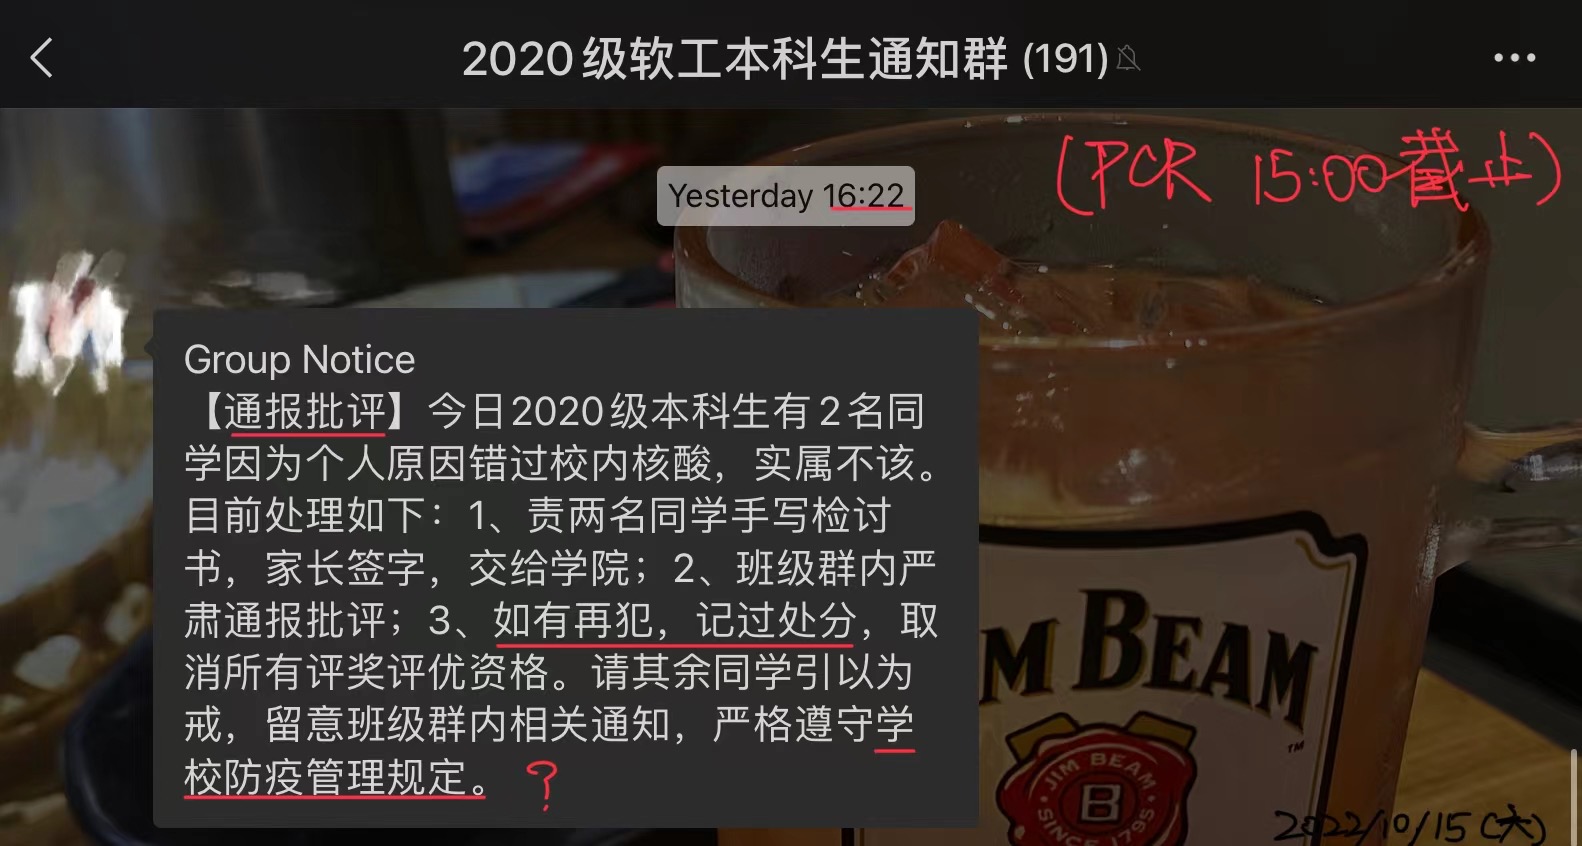 2020级软工本科生通知群 (191)
(PCR 15:00截止)
Yesterday 16:22
Group Notice
【通报批评】今日2020级本科生有2名同
学因为个人原因错过校内核酸，实属不该。
目前处理如下：1、责两名同学手写检讨
书，家长签字，交给学院；2、班级群内严
肃通报批评；3、如有再犯，记过处分，取
消所有评奖评优资格。请其余同学引以为
戒，留意班级群内相关通知，严格遵守学
校防疫管理规定。 ?
JIM BEAM
TM
JIM BEAM
B
SINCE 1795
2022/10/15 (六)